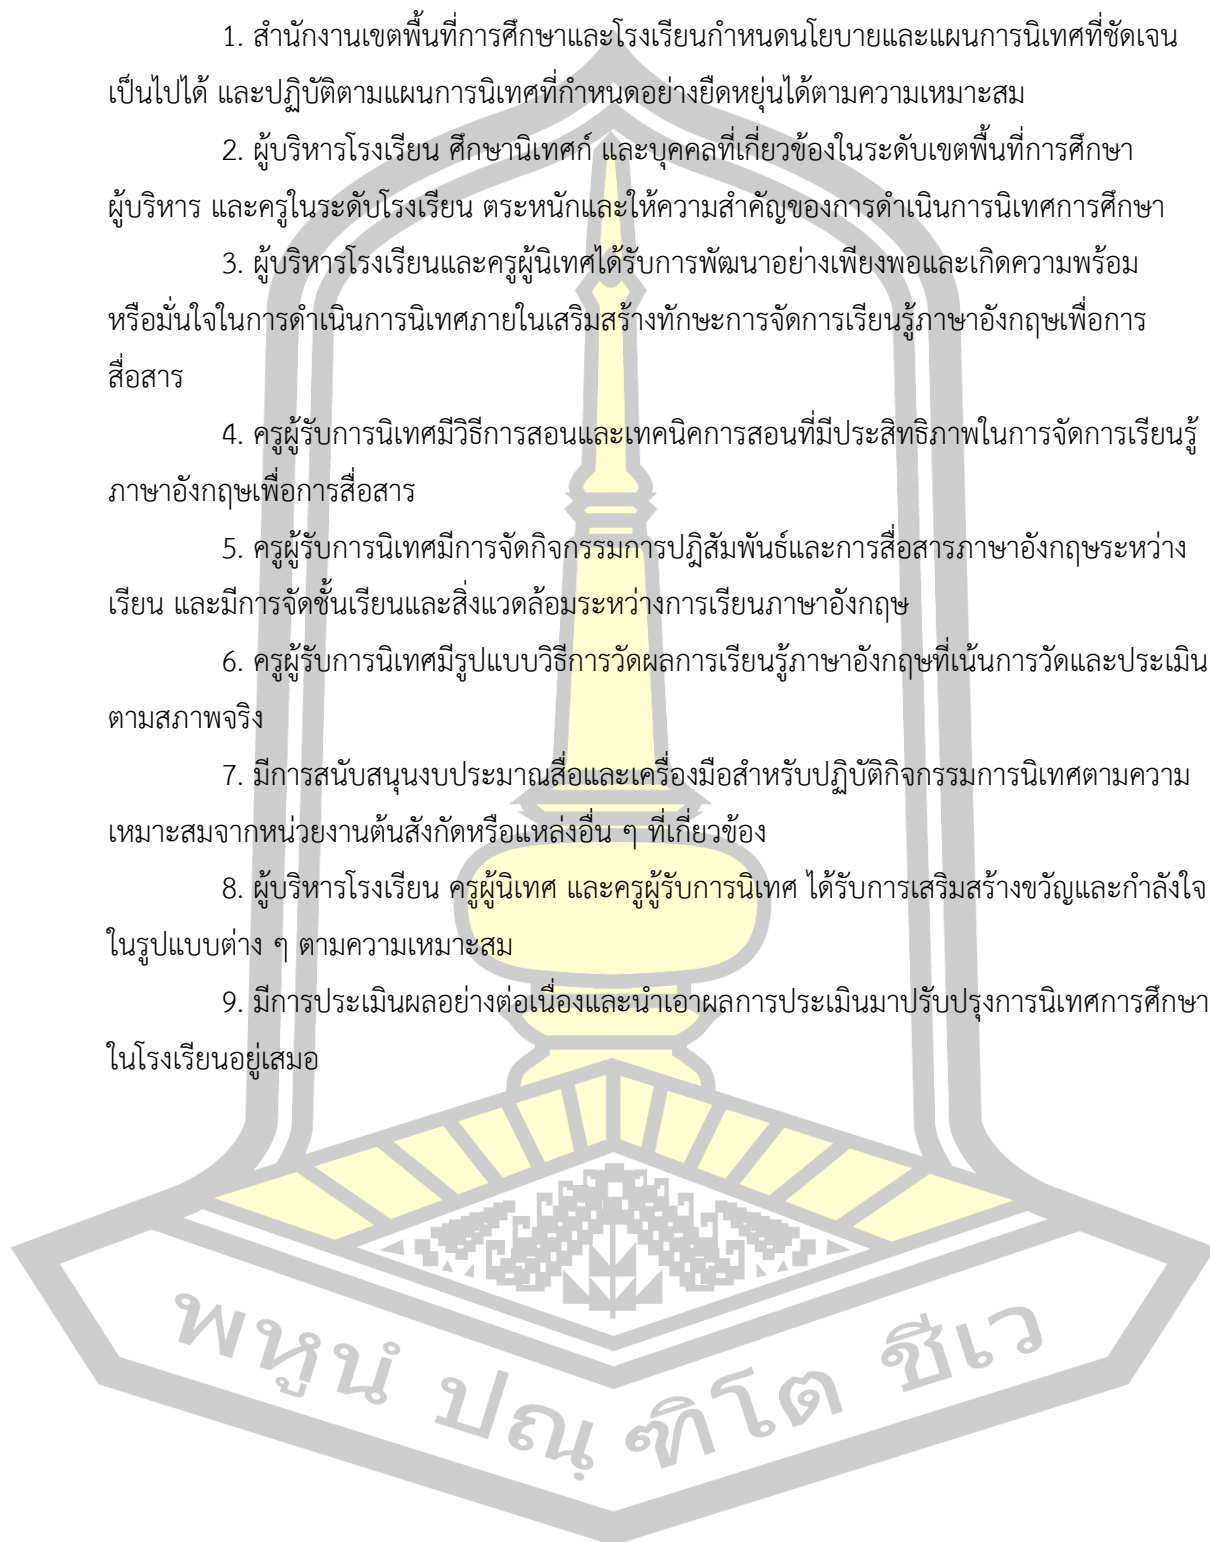 1. สำนักงานเขตพื้นที่การศึกษาและโรงเรียนกำหนดนโยบายและแผนการนิเทศที่ชัดเจน
เป็นไปได้ และปฏิบัติตามแผนการนิเทศที่กำหนดอย่างยืดหยุ่นได้ตามความเหมาะสม
2. ผู้บริหารโรงเรียน ศึกษานิเทศก์ และบุคคลที่เกี่ยวข้องในระดับเขตพื้นที่การศึกษา
ผู้บริหาร และครูในระดับโรงเรียน ตระหนักและให้ความสำคัญของการดำเนินการนิเทศการศึกษา
3. ผู้บริหารโรงเรียนและครูผู้นิเทศได้รับการพัฒนาอย่างเพียงพอและเกิดความพร้อม
หรือมั่นใจในการดำเนินการนิเทศภายในเสริมสร้างทักษะการจัดการเรียนรู้ภาษาอังกฤษเพื่อการ
สื่อสาร
4. ครูผู้รับการนิเทศมีวิธีการสอนและเทคนิคการสอนที่มีประสิทธิภาพในการจัดการเรียนรู้
ภาษาอังกฤษเพื่อการสื่อสาร
5. ครูผู้รับการนิเทศมีการจัดกิจกรรมการปฎิสัมพันธ์และการสื่อสารภาษาอังกฤษระหว่าง
เรียน และมีการจัดชั้นเรียนและสิ่งแวดล้อมระหว่างการเรียนภาษาอังกฤษ
6. ครูผู้รับการนิเทศมีรูปแบบวิธีการวัดผลการเรียนรู้ภาษาอังกฤษที่เน้นการวัดและประเมิน
ตามสภาพจริง
7. มีการสนับสนุนงบประมาณสื่อและเครื่องมือสำหรับปฏิบัติกิจกรรมการนิเทศตามความ
เหมาะสมจากหน่วยงานต้นสังกัดหรือแหล่งอื่น ๆ ที่เกี่ยวข้อง
8. ผู้บริหารโรงเรียน ครูผู้นิเทศ และครูผู้รับการนิเทศ ได้รับการเสริมสร้างขวัญและกำลังใจ
ในรูปแบบต่าง ๆ ตามความเหมาะสม
9. มีการประเมินผลอย่างต่อเนื่องและนำเอาผลการประเมินมาปรับปรุงการนิเทศการศึกษา
ในโรงเรียนอยู่เสมอ
พหูนํ ปณฺฑิโต ชีเว